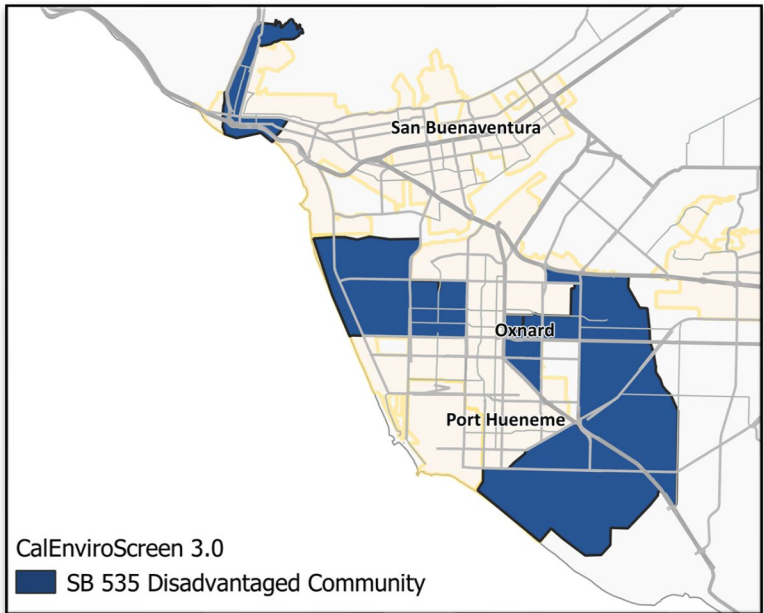 San Buenaventura
Oxnard
Port Hueneme
CalEnviroScreen 3.0
SB 535 Disadvantaged Community